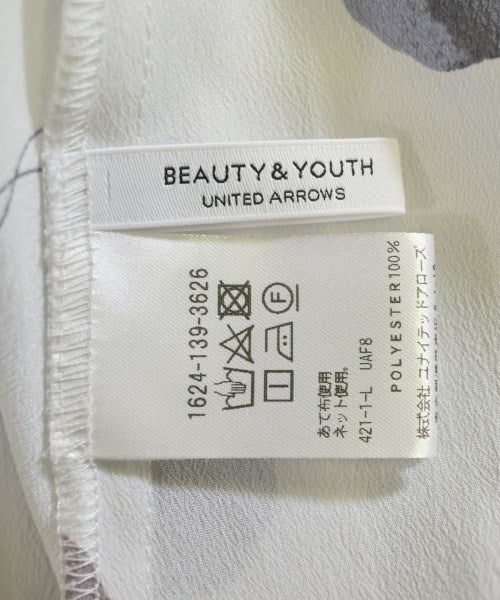 BEAUTY & YOUTH
UNITED ARROWS
1624-139-3626
F
あて布使用
ネット使用。
421-1-L UAF8
POLYESTER100%
株式会社 ユナイテッドアローズ